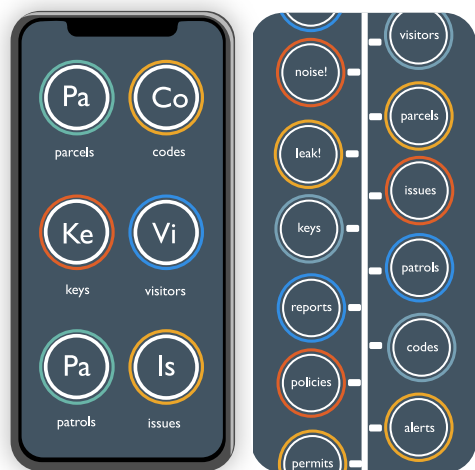 Pa Co
parcels codes
Ke Vi
keys visitors
Pa Is
patrols issues
visitors
noise!
parcels
leak!
issues
keys
patrols
reports
codes
policies
alerts
permits